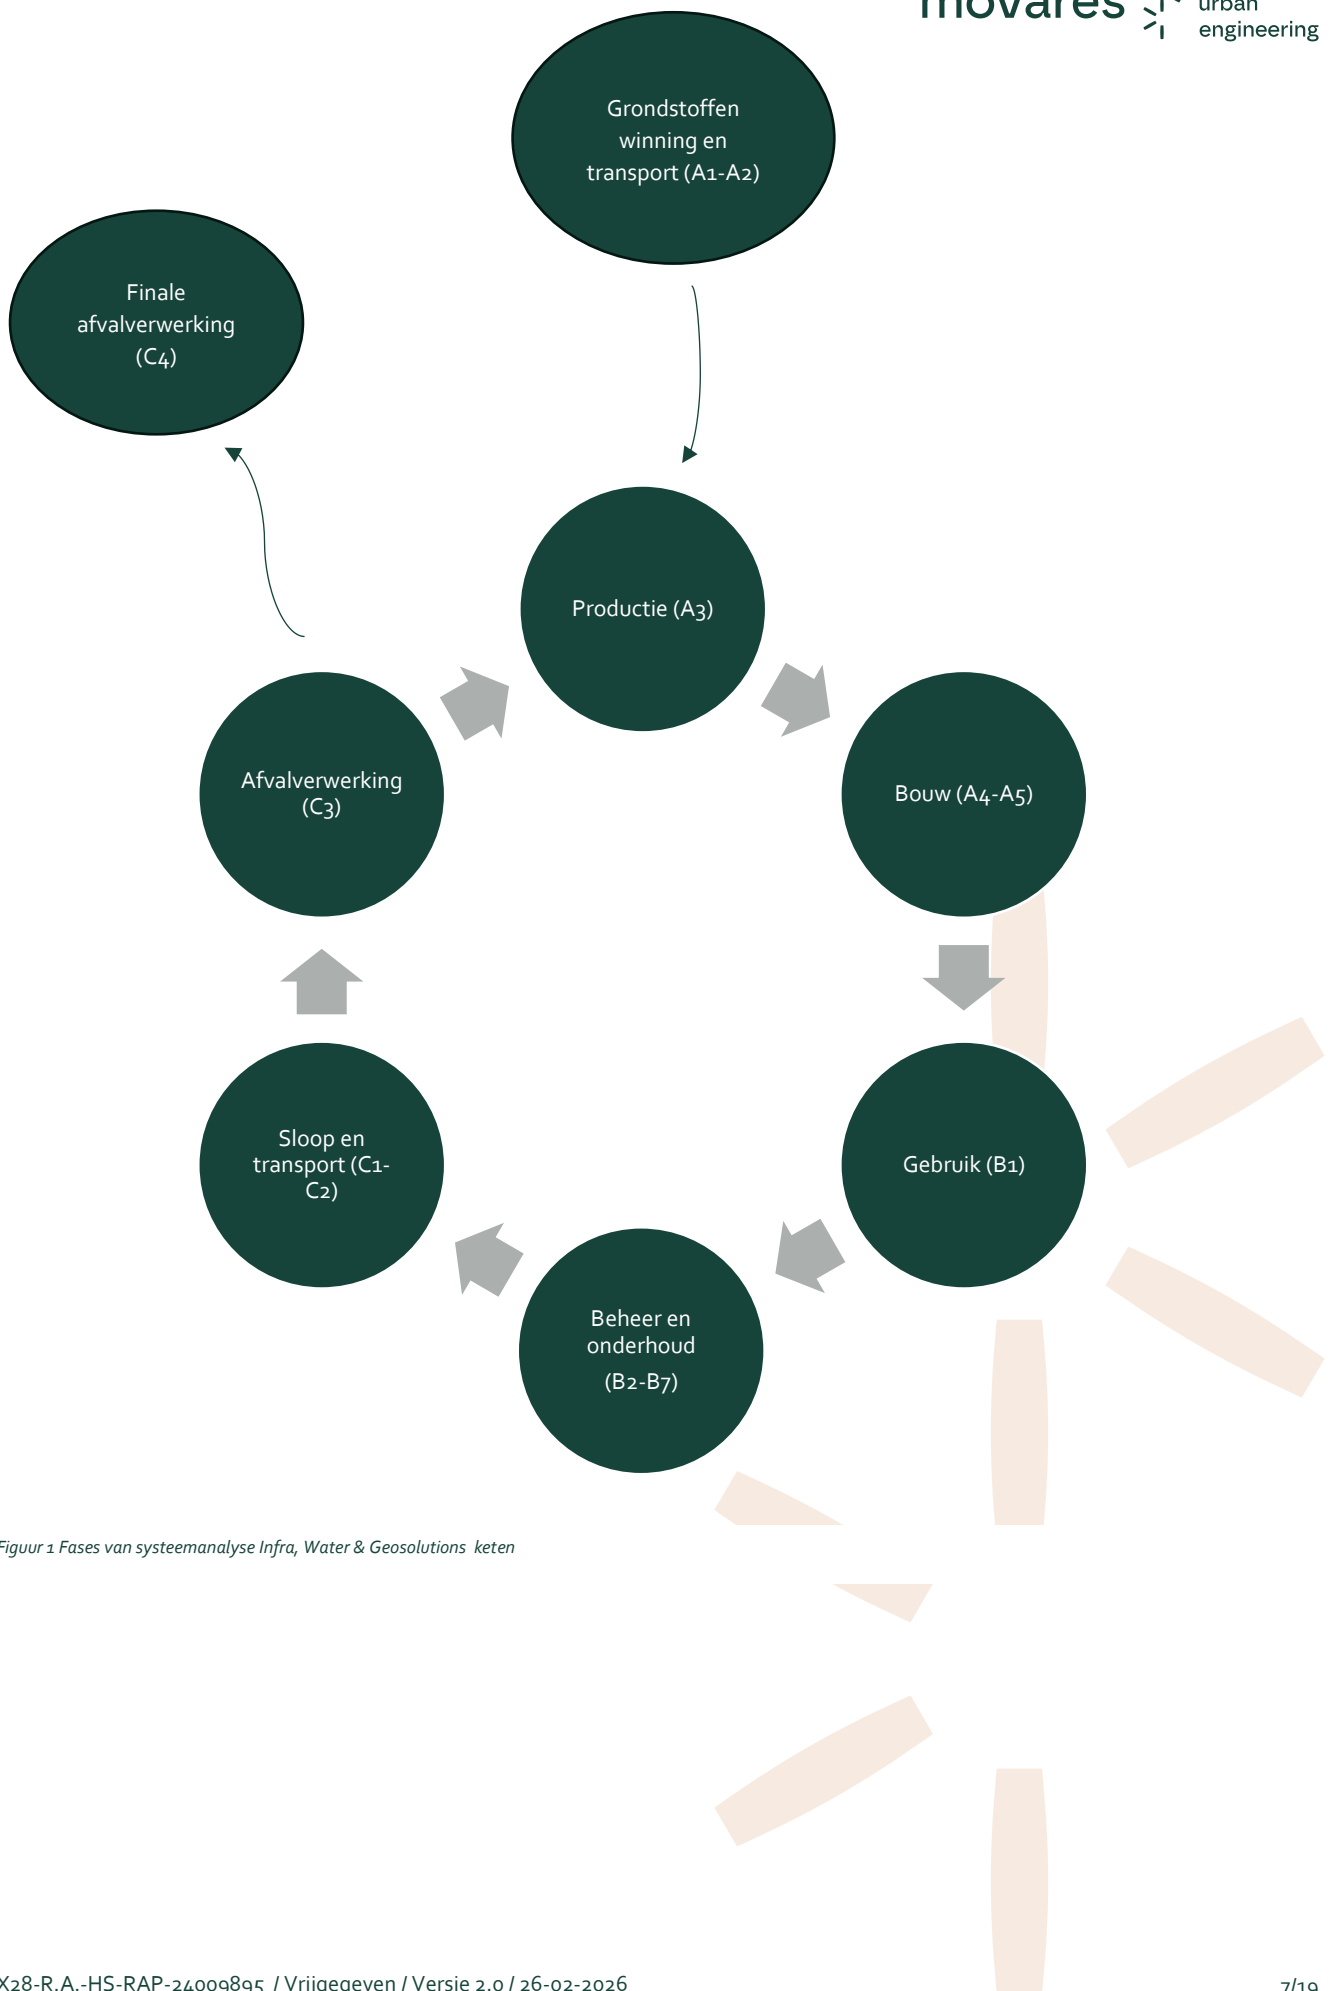 movares
urban
engineering
Grondstoffen
winning en
transport (A1-A2)
Finale
afvalverwerking
(C4)
Productie (A3)
Afvalverwerking
(C3)
Bouw (A4-A5)
Sloop en
transport (C1-
C2)
Gebruik (B1)
Beheer en
onderhoud
(B2-B7)
Figuur 1 Fases van systeemanalyse Infra, Water & Geosolutions keten
X28-R.A.-HS-RAP-24009895 / Vrijgegeven / Versie 2.0 / 26-02-2026
7/19